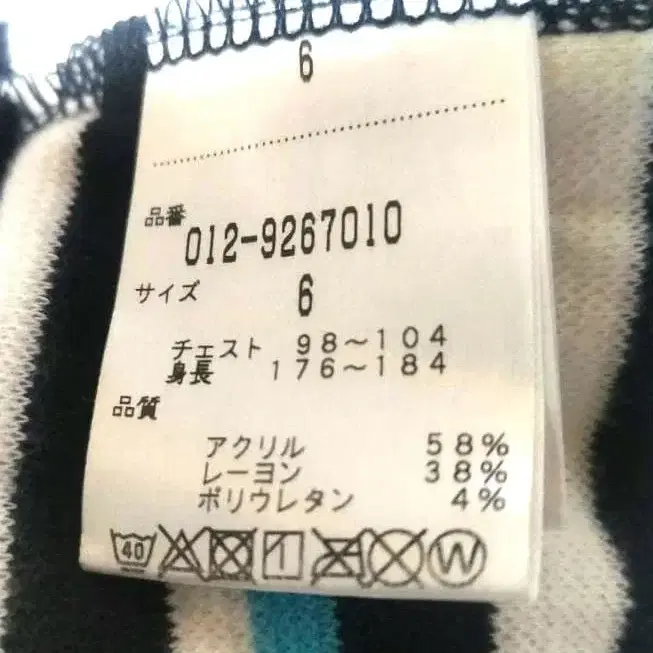 6
品番
012-9267010
サイズ 6
チェスト 98～104
身長 176～184
品質
アクリル 58%
レーヨン 38%
ポリウレタン 4%
40 W